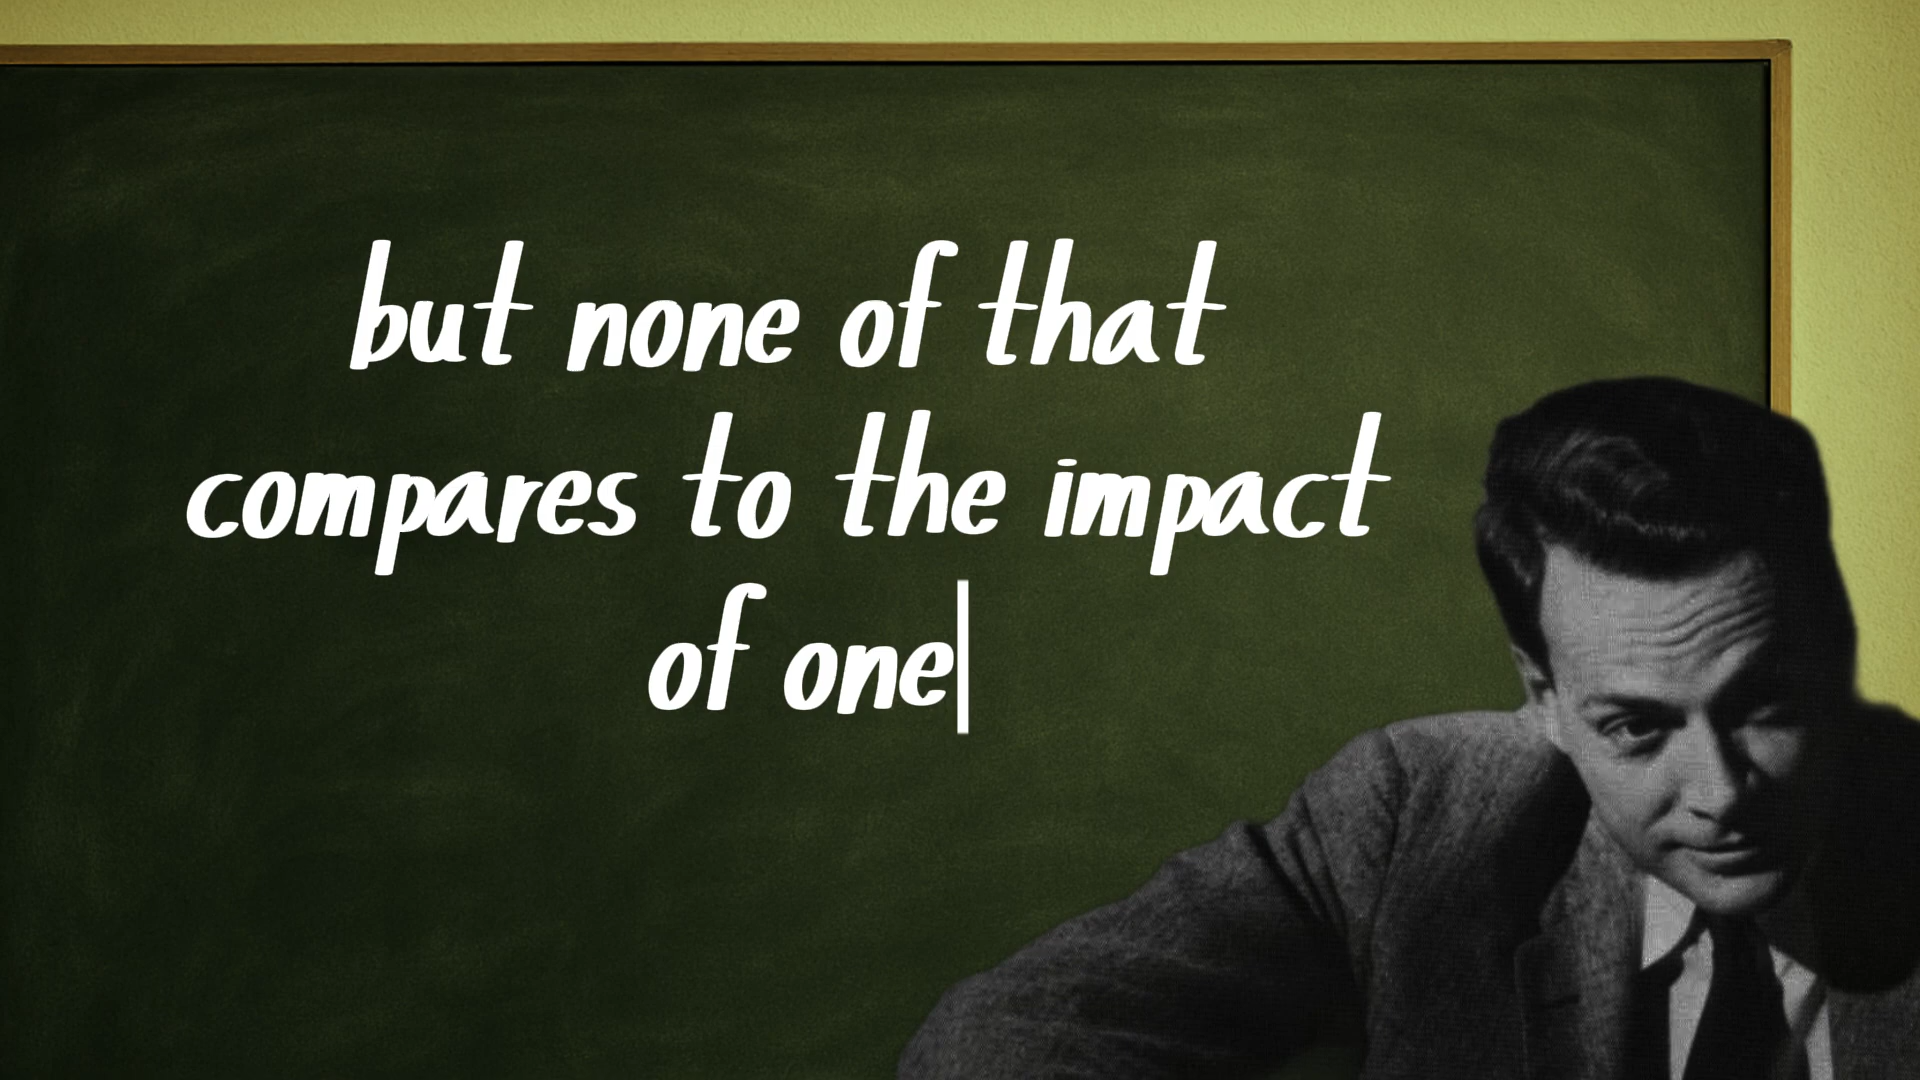 but none of that
compares to the impact
of one